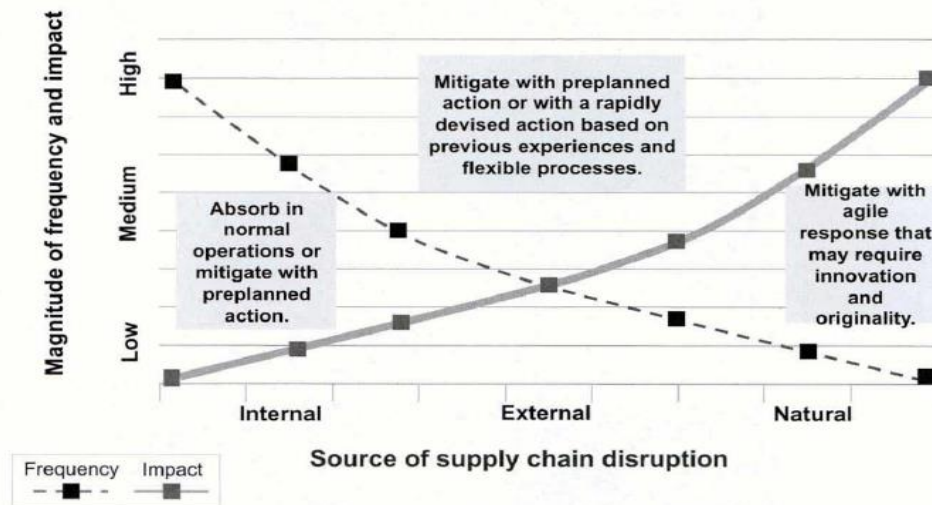 Magnitude of frequency and impact
High
Medium
Low
Mitigate with preplanned
action or with a rapidly
devised action based on
previous experiences and
flexible processes.
Absorb in
normal
operations or
mitigate with
preplanned
action.
Mitigate with
agile
response that
may require
innovation
and
originality.
Internal
External
Natural
Source of supply chain disruption
Frequency Impact